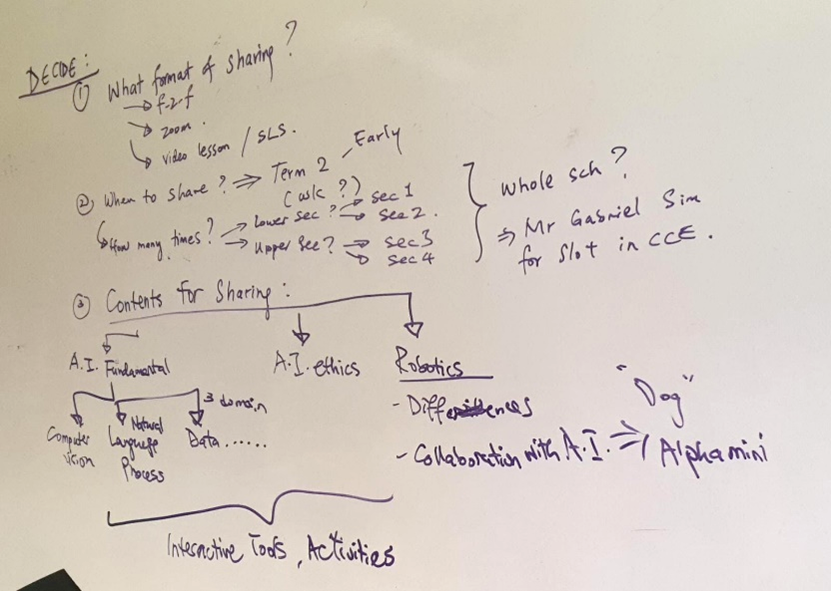 DECIDE:
① What format of sharing?
→ f-2-f
→ zoom.
→ video lesson / SLS.
② When to share? ⇒ Term 2 Early
(wk ?)
How many times? → Lower sec? → sec 1
→ sec 2.
→ Upper sec? → sec 3
→ sec 4
Whole sch?
⇒ Mr Gabriel Sim
for slot in CCE.
③ Contents for Sharing:
A.I. Fundamental
A.I. ethics
Robotics
3 domain
Computer Vision
Natural Language Process
Data......
- Differences
- Collaboration with A.I. ⇒ "Dog"
Alphamini
Interactive Tools, Activities